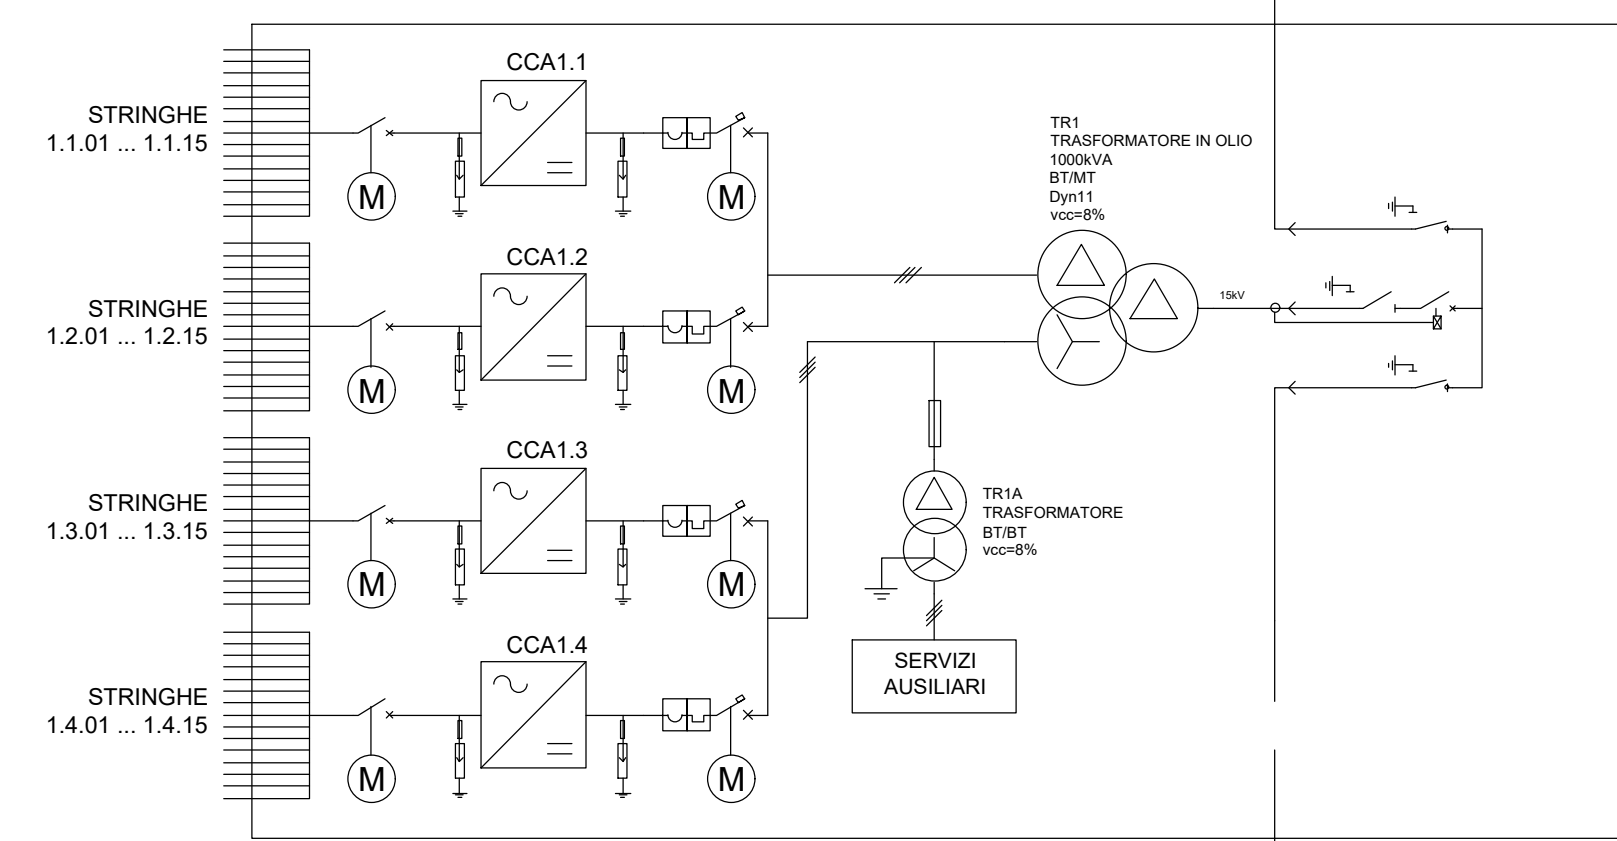 CCA1.1
STRINGHE
1.1.01 ... 1.1.15
M
M
TR1
TRASFORMATORE IN OLIO
1000kVA
BT/MT
Dyn11
vcc=8%
CCA1.2
STRINGHE
1.2.01 ... 1.2.15
M
M
15kV
CCA1.3
STRINGHE
1.3.01 ... 1.3.15
M
M
TR1A
TRASFORMATORE
BT/BT
vcc=8%
CCA1.4
STRINGHE
1.4.01 ... 1.4.15
M
M
SERVIZI
AUSILIARI